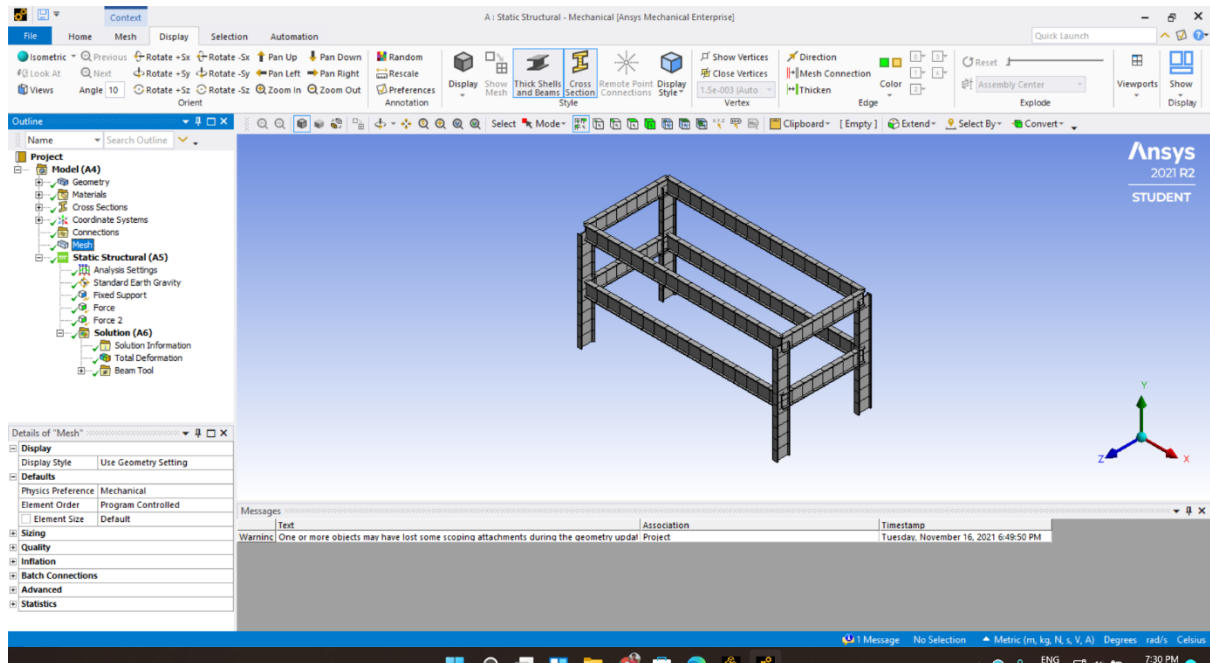 Context
A : Static Structural - Mechanical [Ansys Mechanical Enterprise]
File Home Mesh Display Selection Automation
Quick Launch
Isometric Previous Rotate +Sx Rotate -Sx Pan Up Pan Down
Look At Next Rotate +Sy Rotate -Sy Pan Left Pan Right
Views Angle 10 Rotate +Sz Rotate -Sz Zoom In Zoom Out
Orient
Random
Rescale
Preferences
Annotation
Display
Show Mesh
Thick Shells and Beams
Cross Section
Remote Point Connections
Display Style
Style
Show Vertices
Close Vertices
1.5e-003 (Auto
Vertex
Direction
Mesh Connection
Thicken
Color
Edge
Reset
Assembly Center
Explode
Viewports
Show
Display
Outline
Name Search Outline
Select Mode Clipboard [ Empty ] Extend Select By Convert
Project
Model (A4)
Geometry
Materials
Cross Sections
Coordinate Systems
Connections
Mesh
Static Structural (A5)
Analysis Settings
Standard Earth Gravity
Fixed Support
Force
Force 2
Solution (A6)
Solution Information
Total Deformation
Beam Tool
Ansys
2021 R2
STUDENT
Y
Z
X
Details of "Mesh"
Display
Display Style Use Geometry Setting
Defaults
Physics Preference Mechanical
Element Order Program Controlled
Element Size Default
Sizing
Quality
Inflation
Batch Connections
Advanced
Statistics
Messages
Text Association Timestamp
Warning One or more objects may have lost some scoping attachments during the geometry updat Project Tuesday, November 16, 2021 6:49:50 PM
1 Message No Selection Metric (m, kg, N, s, V, A) Degrees rad/s Celsius
ENG 7:30 PM